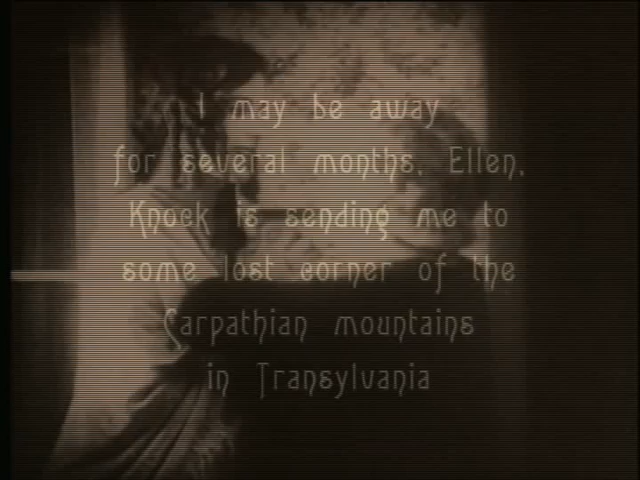 I may be away
for several months, Ellen.
Knock is sending me to
some lost corner of the
Carpathian mountains
in Transylvania